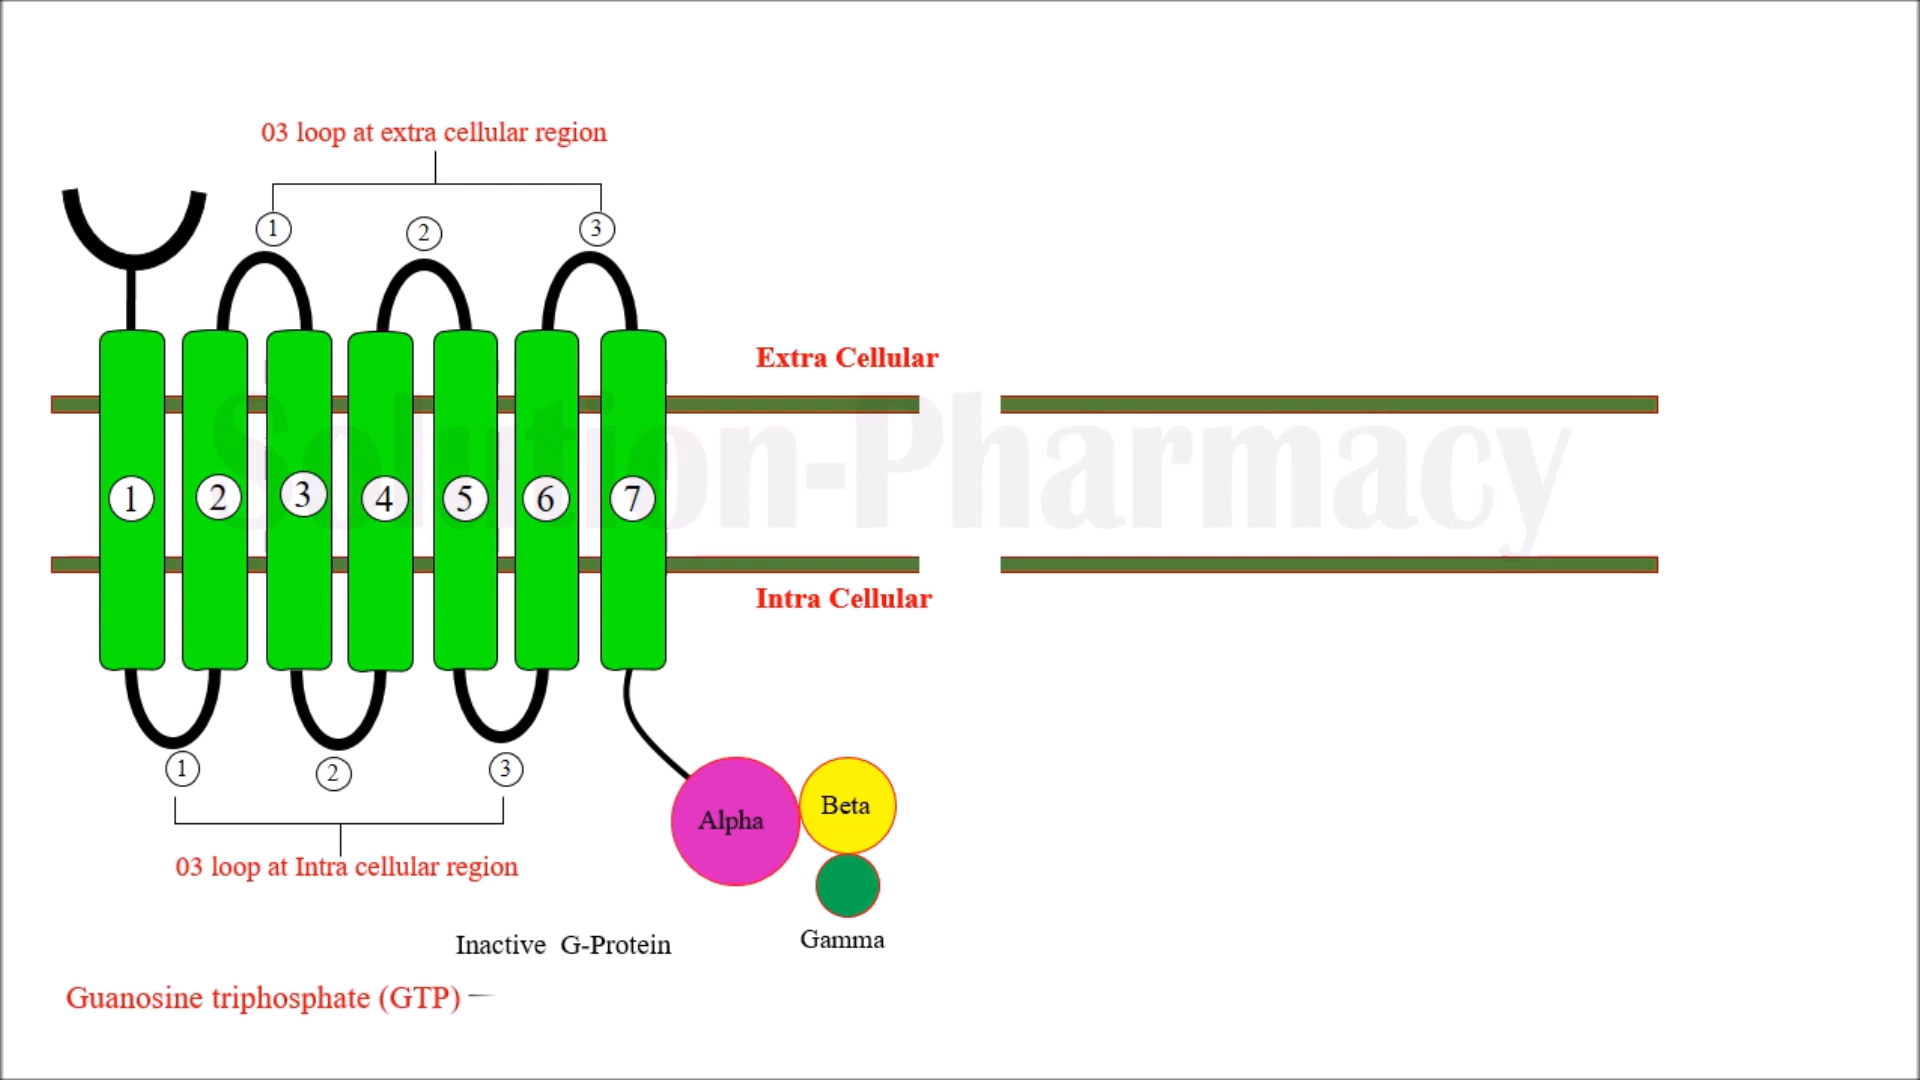 03 loop at extra cellular region
1 2 3
Extra Cellular
Solution-Pharmacy
1 2 3 4 5 6 7
Intra Cellular
1 2 3
03 loop at Intra cellular region
Alpha
Beta
Gamma
Inactive G-Protein
Guanosine triphosphate (GTP)